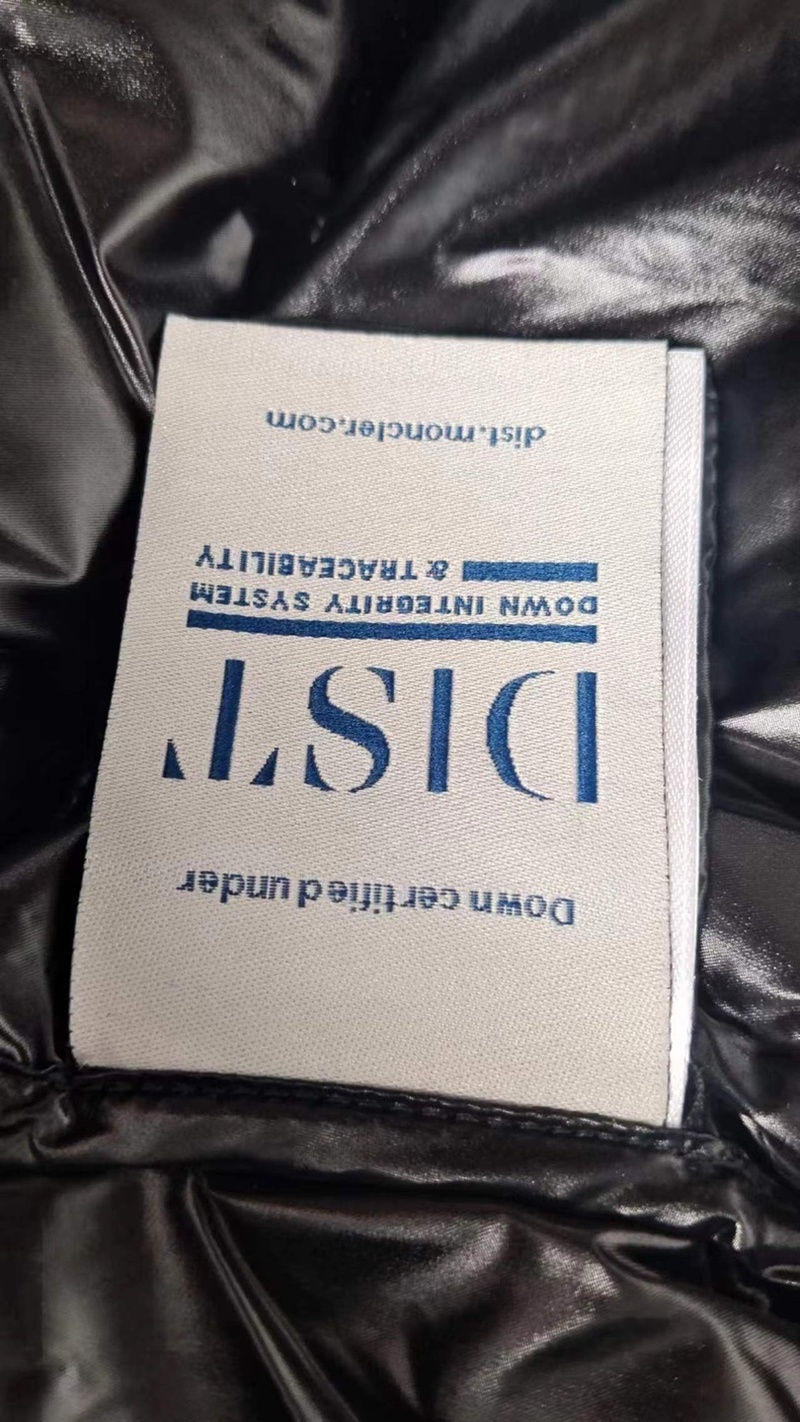 Down certified under
DIST
DOWN INTEGRITY SYSTEM
& TRACEABILITY
dist.moncler.com